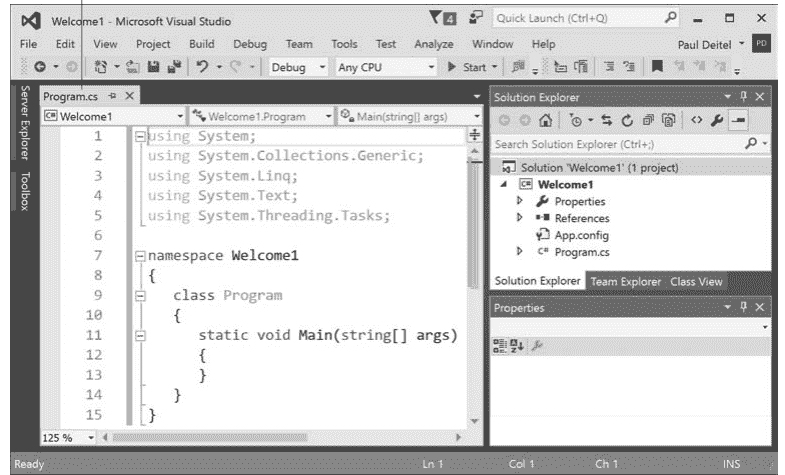 Welcome1 - Microsoft Visual Studio
4
Quick Launch (Ctrl+Q)
File Edit View Project Build Debug Team Tools Test Analyze Window Help
Paul Deitel PD
Debug Any CPU Start
Server Explorer
Toolbox
Program.cs
C# Welcome1 Welcome1.Program Main(string[] args)
1 using System;
2 using System.Collections.Generic;
3 using System.Linq;
4 using System.Text;
5 using System.Threading.Tasks;
6
7 namespace Welcome1
8 {
9 class Program
10 {
11 static void Main(string[] args)
12 {
13 }
14 }
15 }
125 %
Solution Explorer
Search Solution Explorer (Ctrl+;)
Solution 'Welcome1' (1 project)
C# Welcome1
Properties
References
App.config
C# Program.cs
Solution Explorer Team Explorer Class View
Properties
Ready Ln 1 Col 1 Ch 1 INS